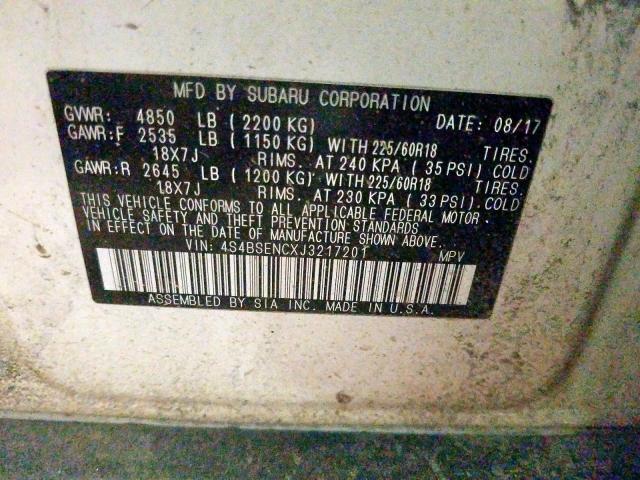 MFD BY SUBARU CORPORATION
GVWR: 4850 LB (2200 KG) DATE: 08/17
GAWR:F 2535 LB (1150 KG) WITH 225/60R18 TIRES.
18X7J RIMS. AT 240 KPA (35 PSI) COLD
GAWR:R 2645 LB (1200 KG) WITH 225/60R18 TIRES.
18X7J RIMS. AT 230 KPA (33 PSI) COLD.
THIS VEHICLE CONFORMS TO ALL APPLICABLE FEDERAL MOTOR
VEHICLE SAFETY AND THEFT PREVENTION STANDARDS
IN EFFECT ON THE DATE OF MANUFACTURE SHOWN ABOVE.
VIN: 4S4BSENCXJ3217201 MPV
ASSEMBLED BY SIA INC. MADE IN U.S.A.